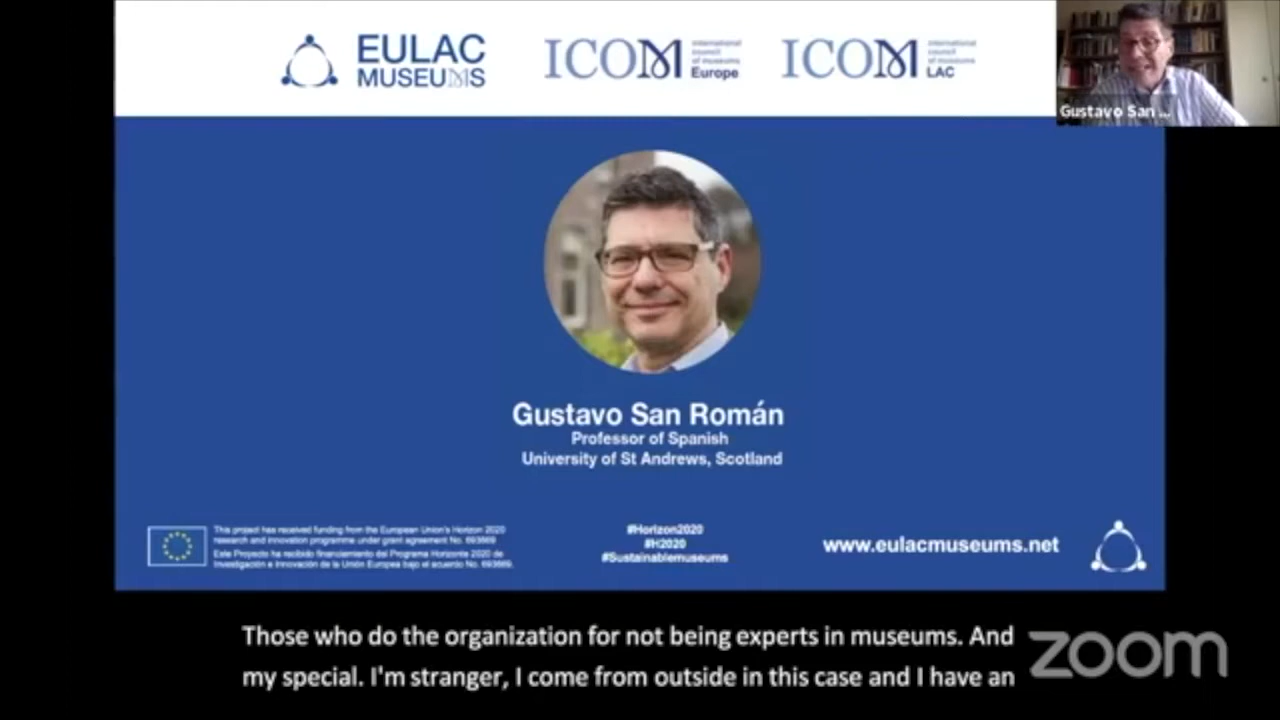 EULAC
MUSEUMS
ICOM
international
council
of museums
Europe
ICOM
international
council
of museums
LAC
Gustavo San ...
Gustavo San Román
Professor of Spanish
University of St Andrews, Scotland
This project has received funding from the European Union's Horizon 2020
research and innovation programme under grant agreement No. 693669
Este Proyecto ha recibido financiamiento del Programa Horizonte 2020 de
Investigación e Innovación de la Unión Europea bajo el acuerdo No. 693669.
#Horizon2020
#H2020
#Sustainablemuseums
www.eulacmuseums.net
Those who do the organization for not being experts in museums. And
my special. I'm stranger, I come from outside in this case and I have an
zoom